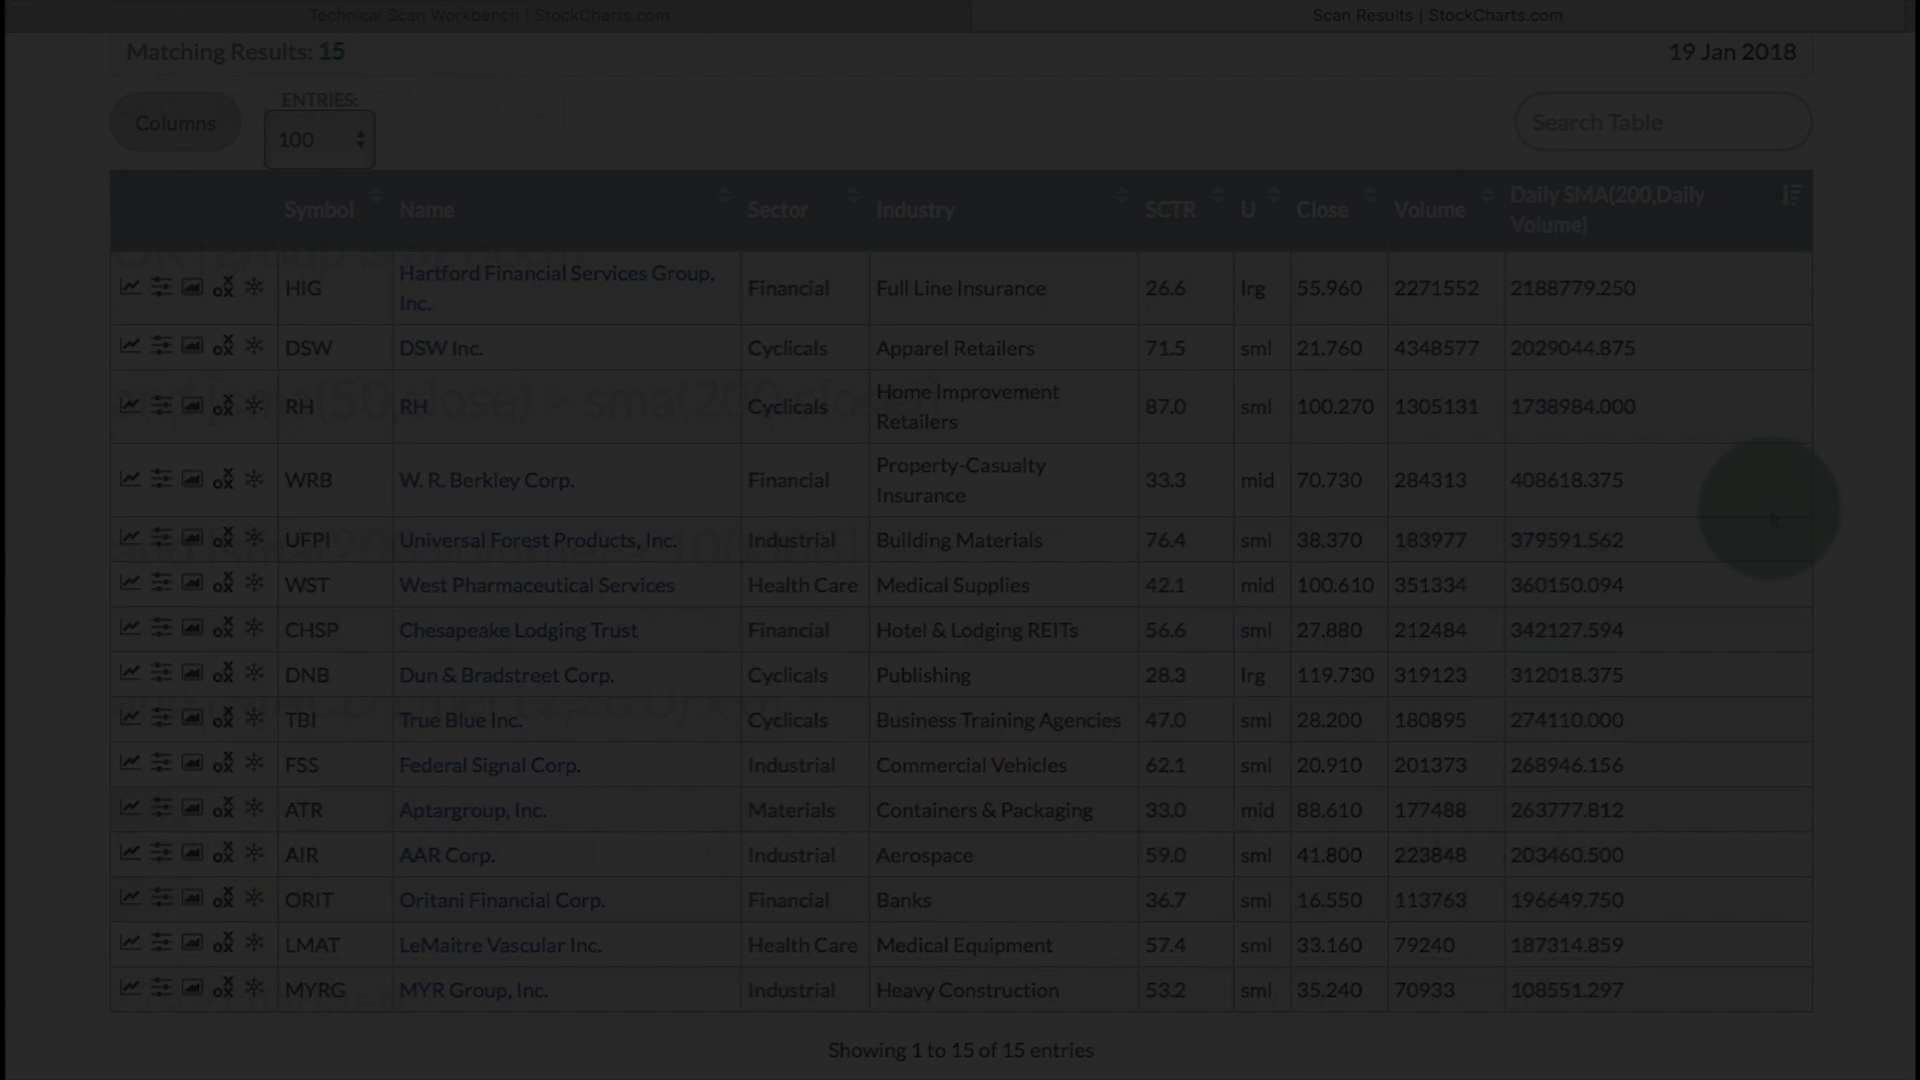 Technical Scan Workbench | StockCharts.com
Scan Results | StockCharts.com
Matching Results: 15
19 Jan 2018
Columns
ENTRIES:
100
Search Table
Symbol Name Sector Industry SCTR U Close Volume Daily SMA(200,Daily Volume)
HIG Hartford Financial Services Group, Inc. Financial Full Line Insurance 26.6 lrg 55.960 2271552 2188779.250
DSW DSW Inc. Cyclicals Apparel Retailers 71.5 sml 21.760 4348577 2029044.875
RH RH Cyclicals Home Improvement Retailers 87.0 sml 100.270 1305131 1738984.000
WRB W. R. Berkley Corp. Financial Property-Casualty Insurance 33.3 mid 70.730 284313 408618.375
UFPI Universal Forest Products, Inc. Industrial Building Materials 76.4 sml 38.370 183977 379591.562
WST West Pharmaceutical Services Health Care Medical Supplies 42.1 mid 100.610 351334 360150.094
CHSP Chesapeake Lodging Trust Financial Hotel & Lodging REITs 56.6 sml 27.880 212484 342127.594
DNB Dun & Bradstreet Corp. Cyclicals Publishing 28.3 lrg 119.730 319123 312018.375
TBI True Blue Inc. Cyclicals Business Training Agencies 47.0 sml 28.200 180895 274110.000
FSS Federal Signal Corp. Industrial Commercial Vehicles 62.1 sml 20.910 201373 268946.156
ATR Aptargroup, Inc. Materials Containers & Packaging 33.0 mid 88.610 177488 263777.812
AIR AAR Corp. Industrial Aerospace 59.0 sml 41.800 223848 203460.500
ORIT Oritani Financial Corp. Financial Banks 36.7 sml 16.550 113763 196649.750
LMAT LeMaitre Vascular Inc. Health Care Medical Equipment 57.4 sml 33.160 79240 187314.859
MYRG MYR Group, Inc. Industrial Heavy Construction 53.2 sml 35.240 70933 108551.297
Showing 1 to 15 of 15 entries